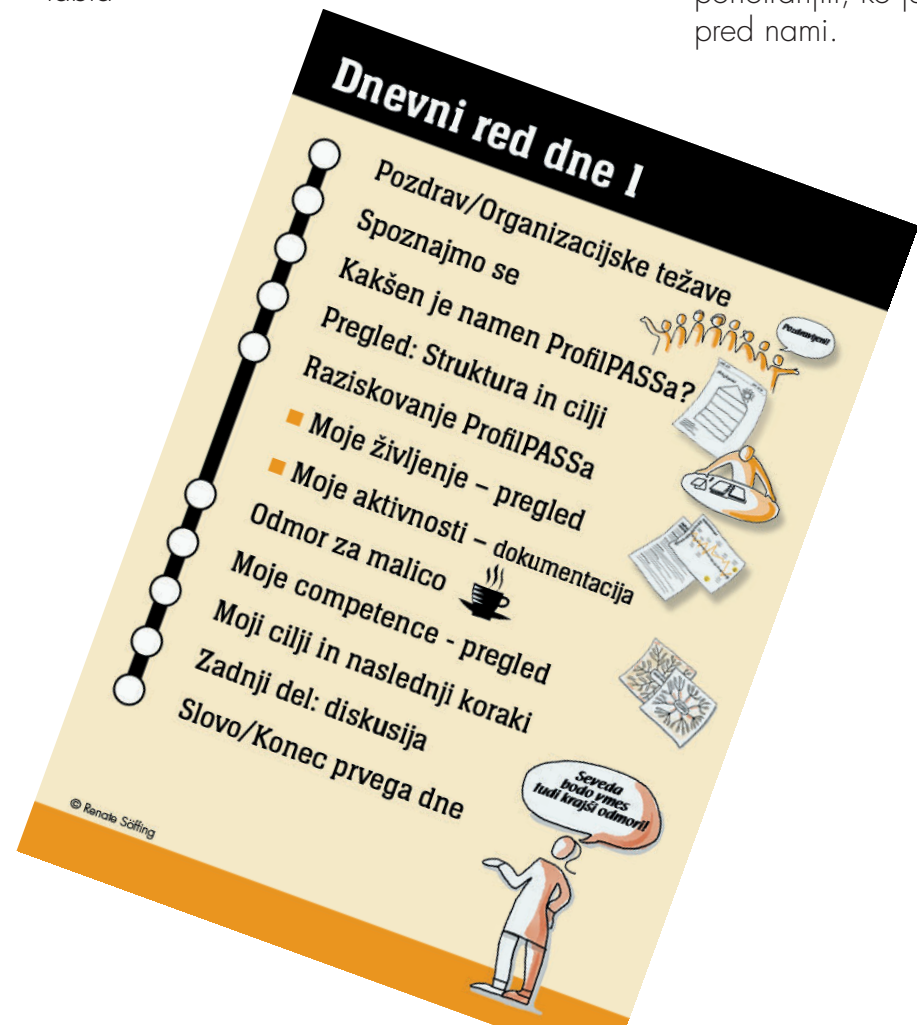 pred nami.
Dnevni red dne 1
Pozdrav/Organizacijske težave
Spoznajmo se
Kakšen je namen ProfilPASSa?
Pregled: Struktura in cilji
Raziskovanje ProfilPASSa
Moje življenje – pregled
Moje aktivnosti – dokumentacija
Odmor za malico
Moje competence - pregled
Moji cilji in naslednji koraki
Zadnji del: diskusija
Slovo/Konec prvega dne
Pozdravljeni!
Seveda
bodo vmes
tudi krajši odmori!
© Renate Söffing